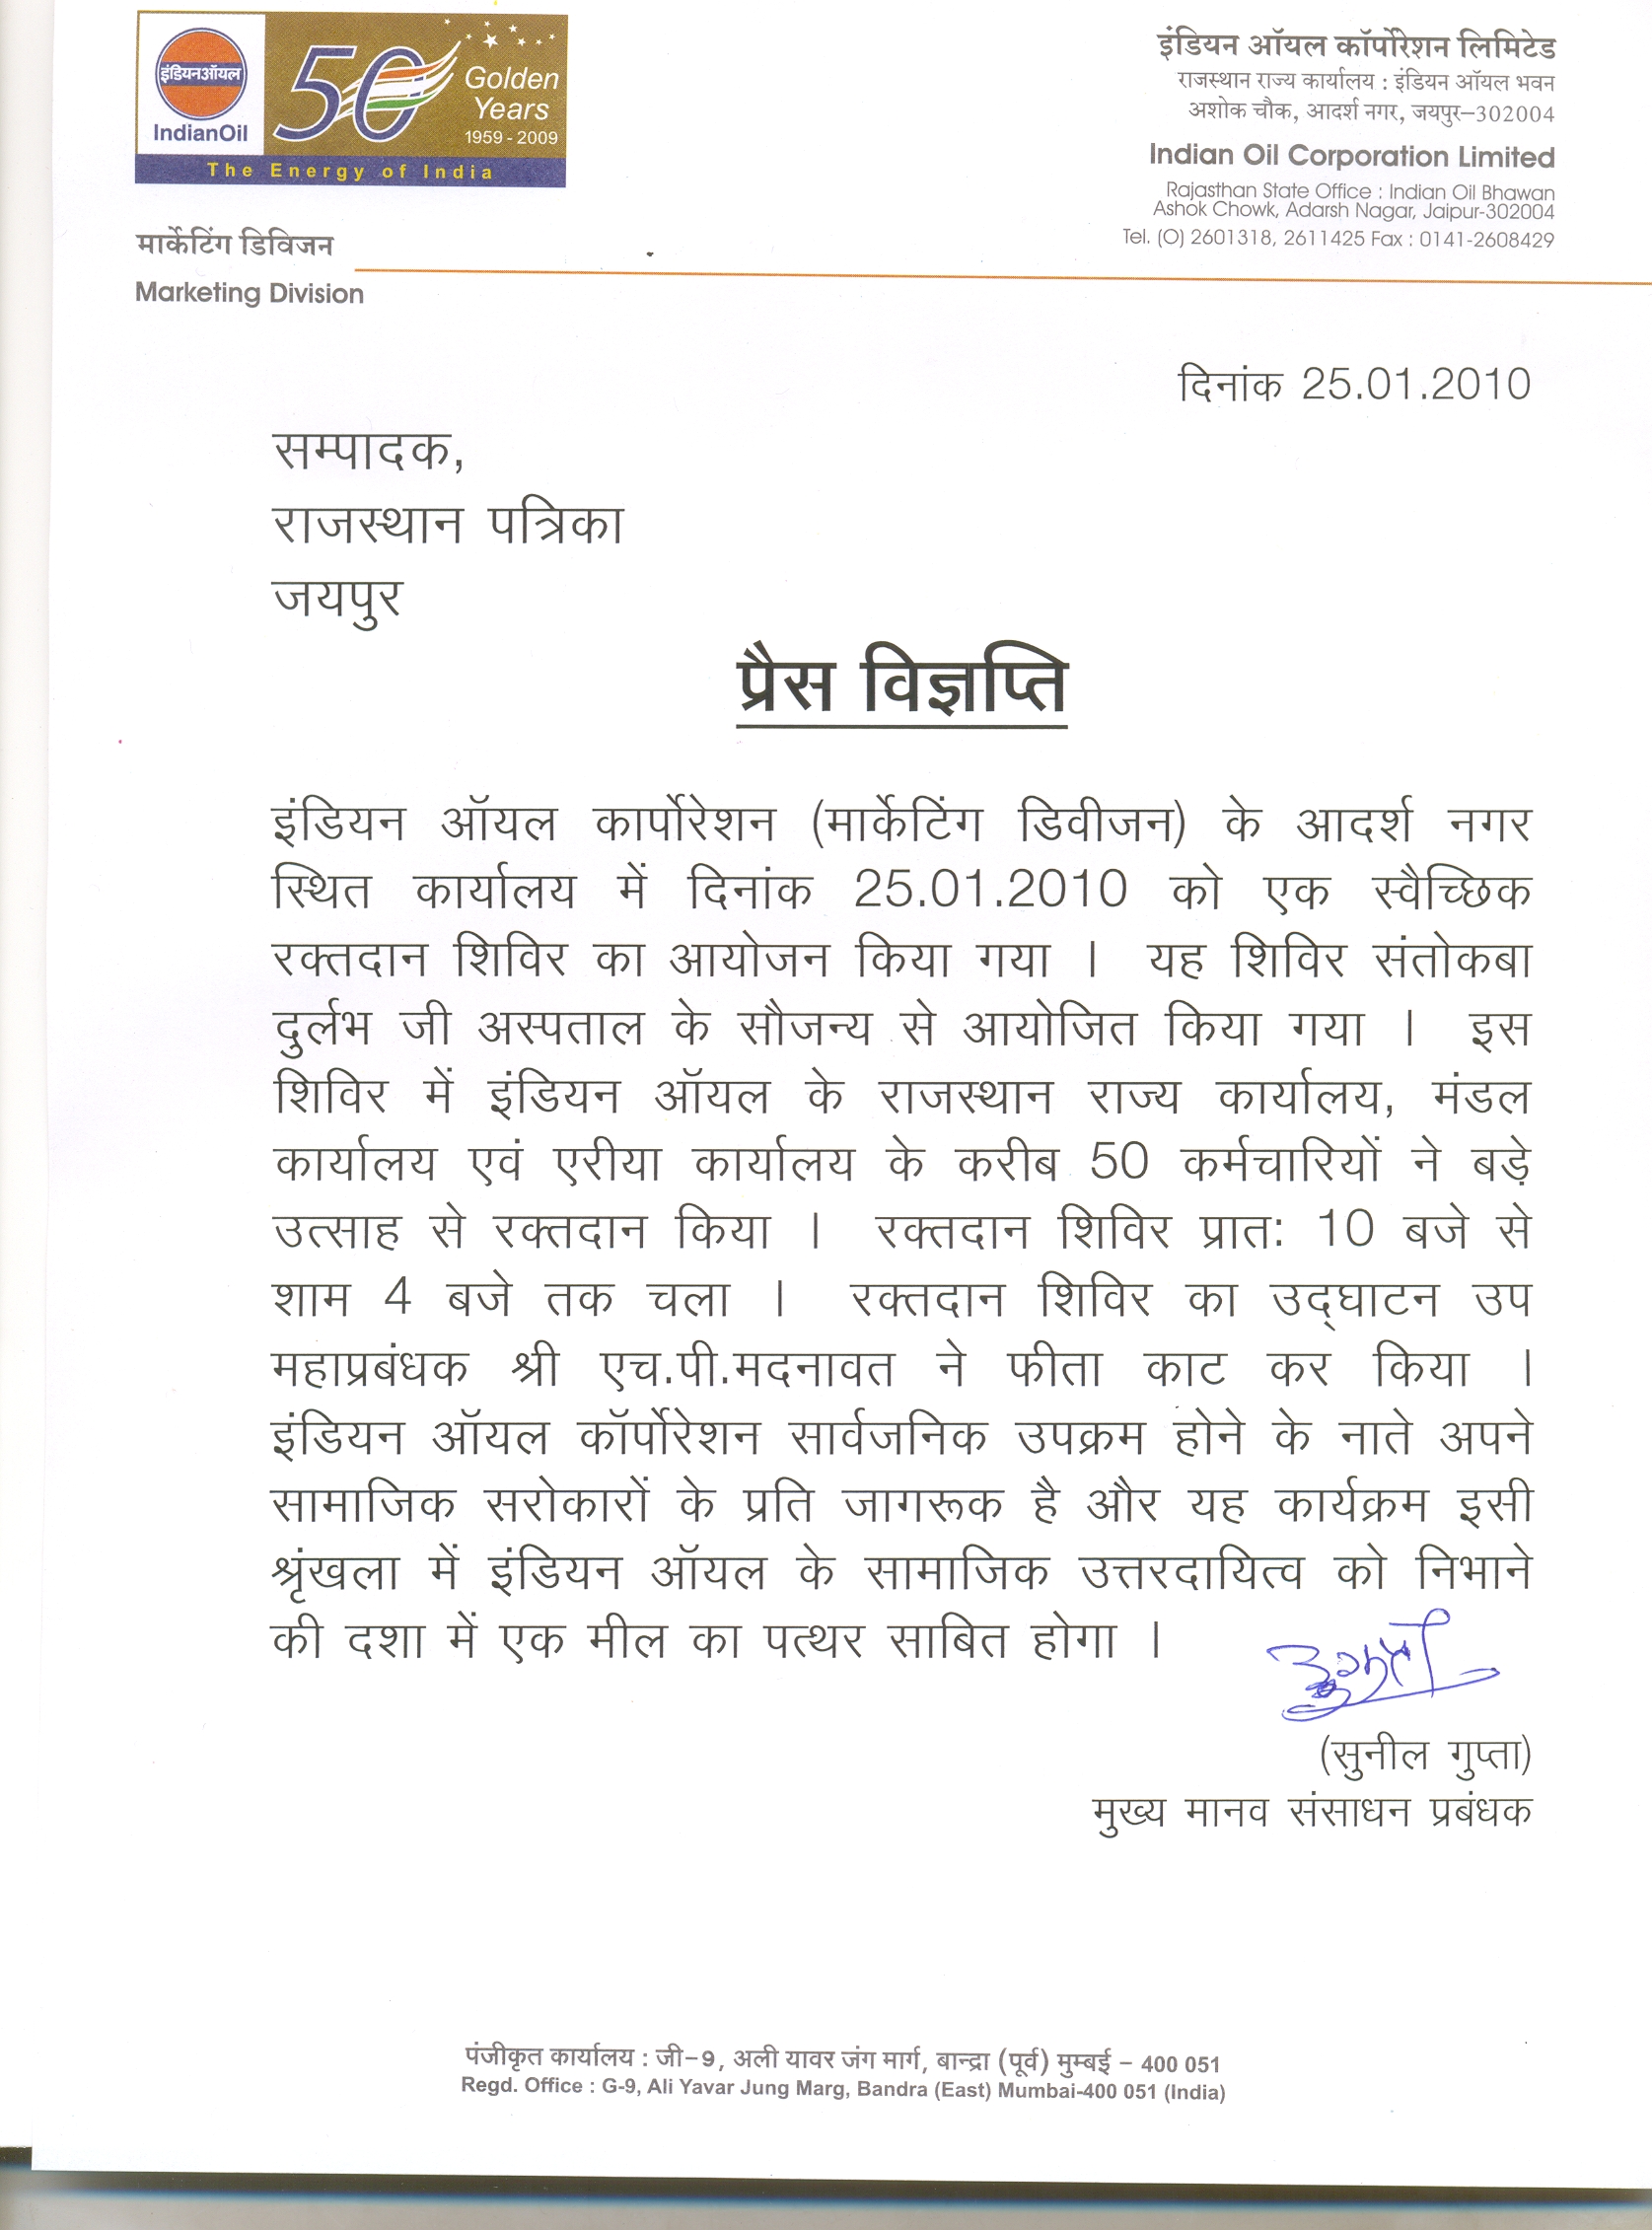 इंडियनऑयल
IndianOil
50
Golden
Years
1959 - 2009
The Energy of India
इंडियन ऑयल कॉर्पोरेशन लिमिटेड
राजस्थान राज्य कार्यालय : इंडियन ऑयल भवन
अशोक चौक, आदर्श नगर, जयपुर–302004
Indian Oil Corporation Limited
Rajasthan State Office : Indian Oil Bhawan
Ashok Chowk, Adarsh Nagar, Jaipur-302004
Tel. (O) 2601318, 2611425 Fax : 0141-2608429
मार्केटिंग डिविजन
Marketing Division
दिनांक 25.01.2010
सम्पादक,
राजस्थान पत्रिका
जयपुर
प्रैस विज्ञप्ति
इंडियन ऑयल कार्पोरेशन (मार्केटिंग डिवीजन) के आदर्श नगर
स्थित कार्यालय में दिनांक 25.01.2010 को एक स्वैच्छिक
रक्तदान शिविर का आयोजन किया गया । यह शिविर संतोकबा
दुर्लभ जी अस्पताल के सौजन्य से आयोजित किया गया । इस
शिविर में इंडियन ऑयल के राजस्थान राज्य कार्यालय, मंडल
कार्यालय एवं एरीया कार्यालय के करीब 50 कर्मचारियों ने बड़े
उत्साह से रक्तदान किया । रक्तदान शिविर प्रात: 10 बजे से
शाम 4 बजे तक चला । रक्तदान शिविर का उद्‌घाटन उप
महाप्रबंधक श्री एच.पी.मदनावत ने फीता काट कर किया ।
इंडियन ऑयल कॉर्पोरेशन सार्वजनिक उपक्रम होने के नाते अपने
सामाजिक सरोकारों के प्रति जागरूक है और यह कार्यक्रम इसी
श्रृंखला में इंडियन ऑयल के सामाजिक उत्तरदायित्व को निभाने
की दशा में एक मील का पत्थर साबित होगा ।
(सुनील गुप्ता)
मुख्य मानव संसाधन प्रबंधक
पंजीकृत कार्यालय : जी–9, अली यावर जंग मार्ग, बान्द्रा (पूर्व) मुम्बई – 400 051
Regd. Office : G-9, Ali Yavar Jung Marg, Bandra (East) Mumbai-400 051 (India)